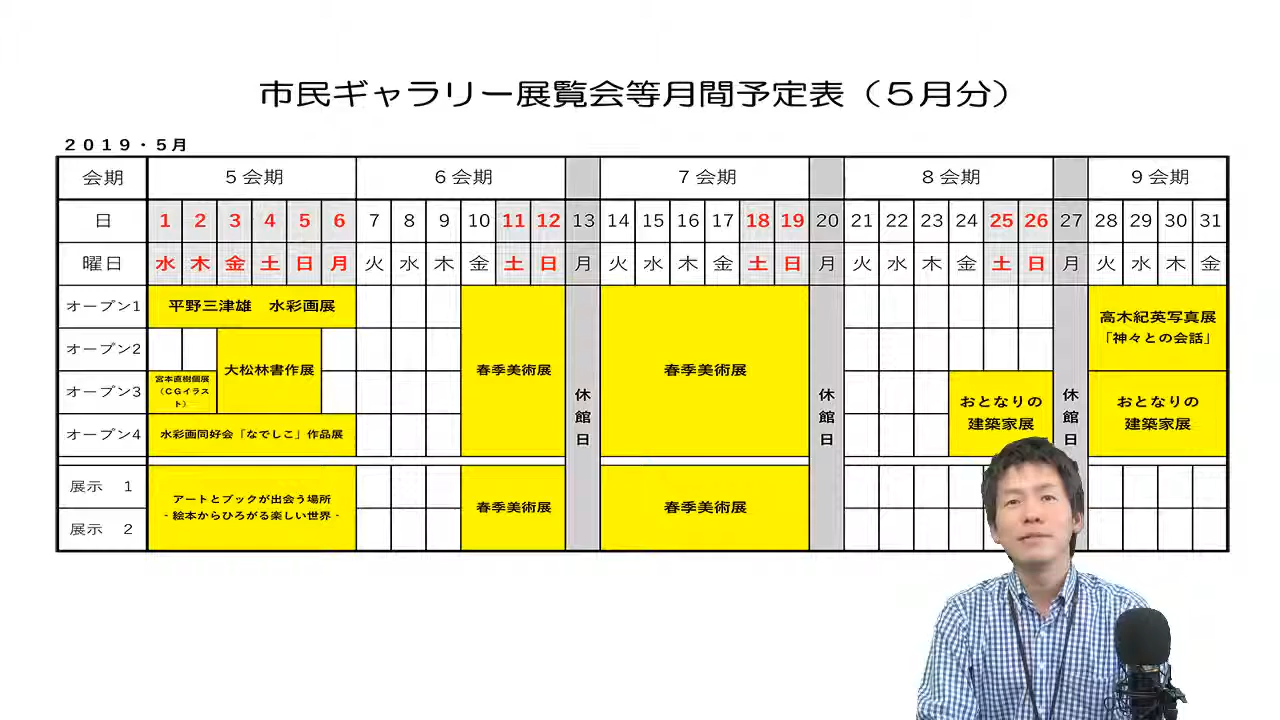 市民ギャラリー展覧会等月間予定表（５月分）
２０１９・５月
会期 ５会期 ６会期 ７会期 ８会期 ９会期
日 1 2 3 4 5 6 7 8 9 10 11 12 13 14 15 16 17 18 19 20 21 22 23 24 25 26 27 28 29 30 31
曜日 水 木 金 土 日 月 火 水 木 金 土 日 月 火 水 木 金 土 日 月 火 水 木 金 土 日 月 火 水 木 金
オープン1
平野三津雄　水彩画展
オープン2
大松林書作展
オープン3
宮本直樹個展
（ＣＧイラス
ト）
オープン4
水彩画同好会「なでしこ」作品展
春季美術展
休
館
日
春季美術展
休
館
日
おとなりの
建築家展
休
館
日
高木紀英写真展
「神々との会話」
おとなりの
建築家展
展示　1
展示　2
アートとブックが出会う場所
- 絵本からひろがる楽しい世界 -
春季美術展
春季美術展